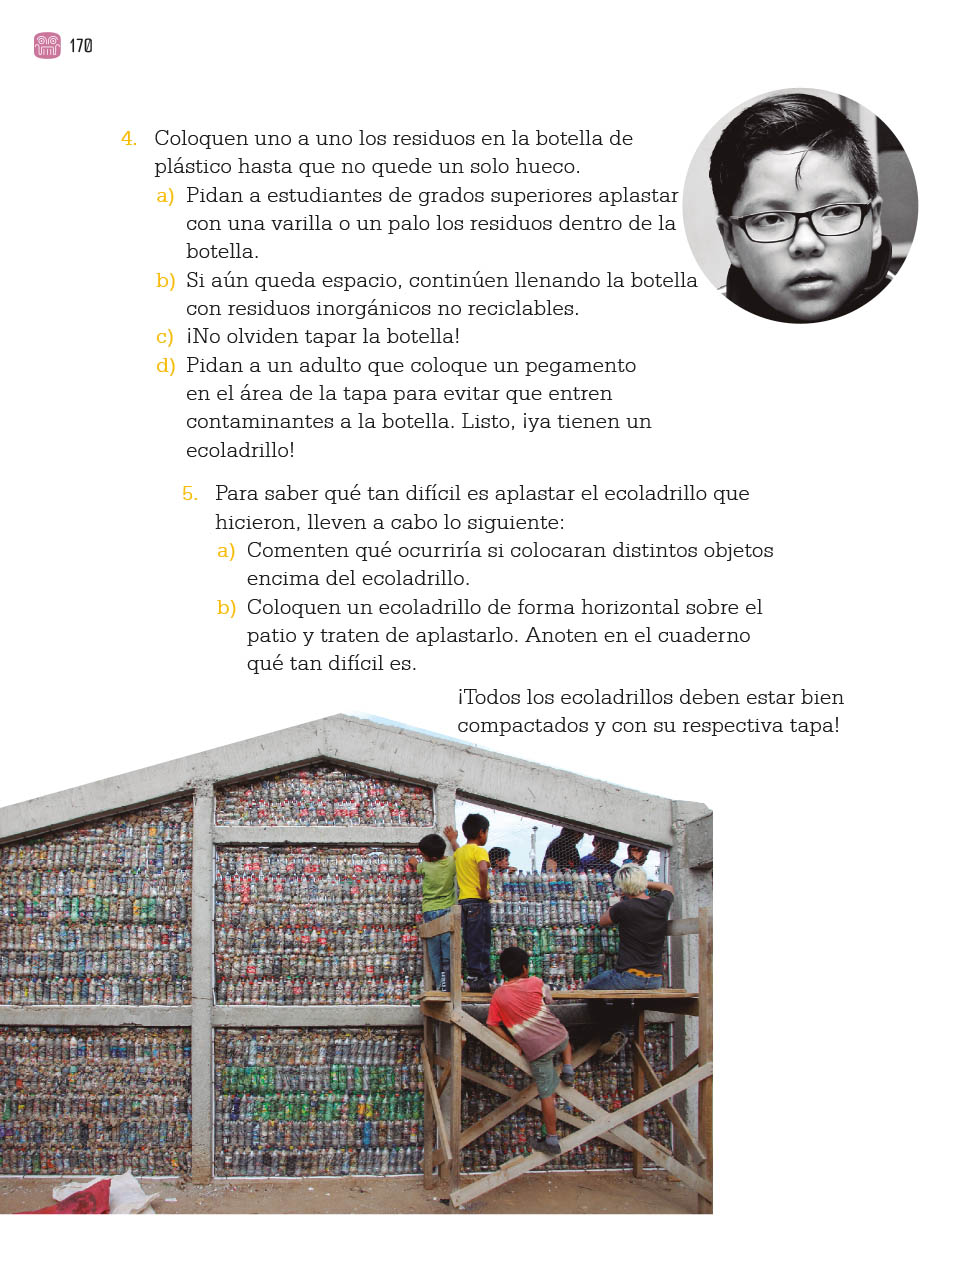 170
4. Coloquen uno a uno los residuos en la botella de
plástico hasta que no quede un solo hueco.
a) Pidan a estudiantes de grados superiores aplastar
con una varilla o un palo los residuos dentro de la
botella.
b) Si aún queda espacio, continúen llenando la botella
con residuos inorgánicos no reciclables.
c) ¡No olviden tapar la botella!
d) Pidan a un adulto que coloque un pegamento
en el área de la tapa para evitar que entren
contaminantes a la botella. Listo, ¡ya tienen un
ecoladrillo!
5. Para saber qué tan difícil es aplastar el ecoladrillo que
hicieron, lleven a cabo lo siguiente:
a) Comenten qué ocurriría si colocaran distintos objetos
encima del ecoladrillo.
b) Coloquen un ecoladrillo de forma horizontal sobre el
patio y traten de aplastarlo. Anoten en el cuaderno
qué tan difícil es.
¡Todos los ecoladrillos deben estar bien
compactados y con su respectiva tapa!